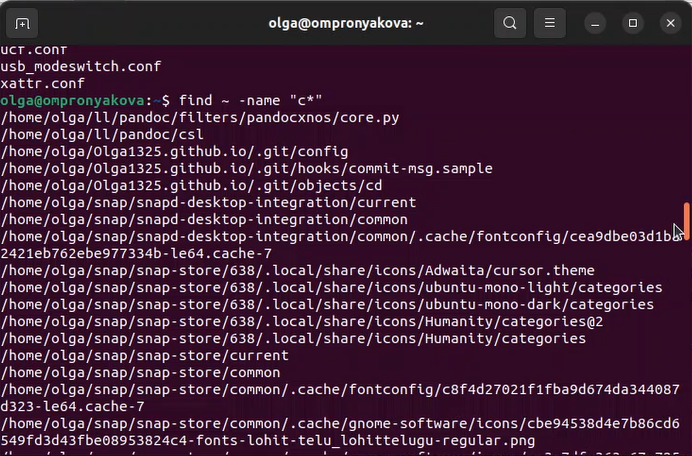 olga@ompronyakova: ~
ucf.conf
usb_modeswitch.conf
xattr.conf
olga@ompronyakova:~$ find ~ -name "c*"
/home/olga/ll/pandoc/filters/pandocxnos/core.py
/home/olga/ll/pandoc/csl
/home/olga/Olga1325.github.io/.git/config
/home/olga/Olga1325.github.io/.git/hooks/commit-msg.sample
/home/olga/Olga1325.github.io/.git/objects/cd
/home/olga/snap/snapd-desktop-integration/current
/home/olga/snap/snapd-desktop-integration/common
/home/olga/snap/snapd-desktop-integration/common/.cache/fontconfig/cea9dbe03d1bb
2421eb762ebe977334b-le64.cache-7
/home/olga/snap/snap-store/638/.local/share/icons/Adwaita/cursor.theme
/home/olga/snap/snap-store/638/.local/share/icons/ubuntu-mono-light/categories
/home/olga/snap/snap-store/638/.local/share/icons/ubuntu-mono-dark/categories
/home/olga/snap/snap-store/638/.local/share/icons/Humanity/categories@2
/home/olga/snap/snap-store/638/.local/share/icons/Humanity/categories
/home/olga/snap/snap-store/current
/home/olga/snap/snap-store/common
/home/olga/snap/snap-store/common/.cache/fontconfig/c8f4d27021f1fba9d674da344087
d323-le64.cache-7
/home/olga/snap/snap-store/common/.cache/gnome-software/icons/cbe94538d4e7b86cd6
549fd3d43fbe08953824c4-fonts-lohit-telu_lohittelugu-regular.png